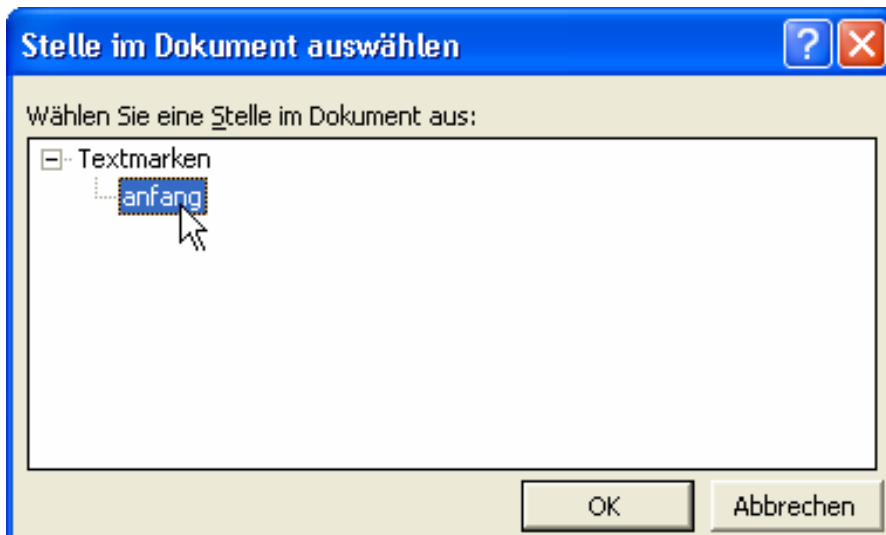 Stelle im Dokument auswählen
Wählen Sie eine Stelle im Dokument aus:
Textmarken
anfang
OK Abbrechen